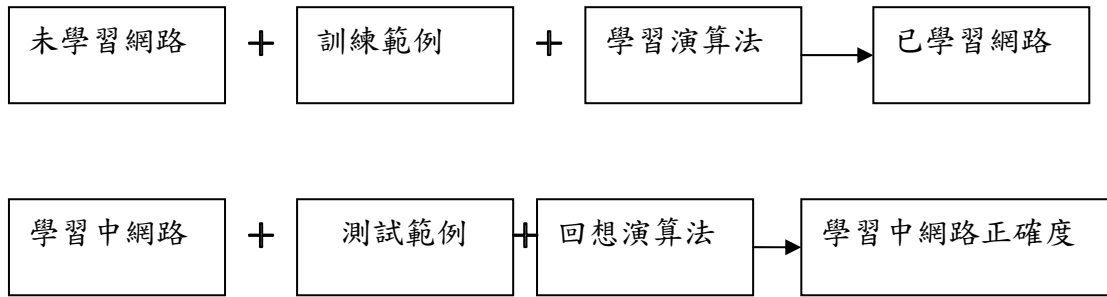 未學習網路 + 訓練範例 + 學習演算法 已學習網路
學習中網路 + 測試範例 + 回想演算法 學習中網路正確度